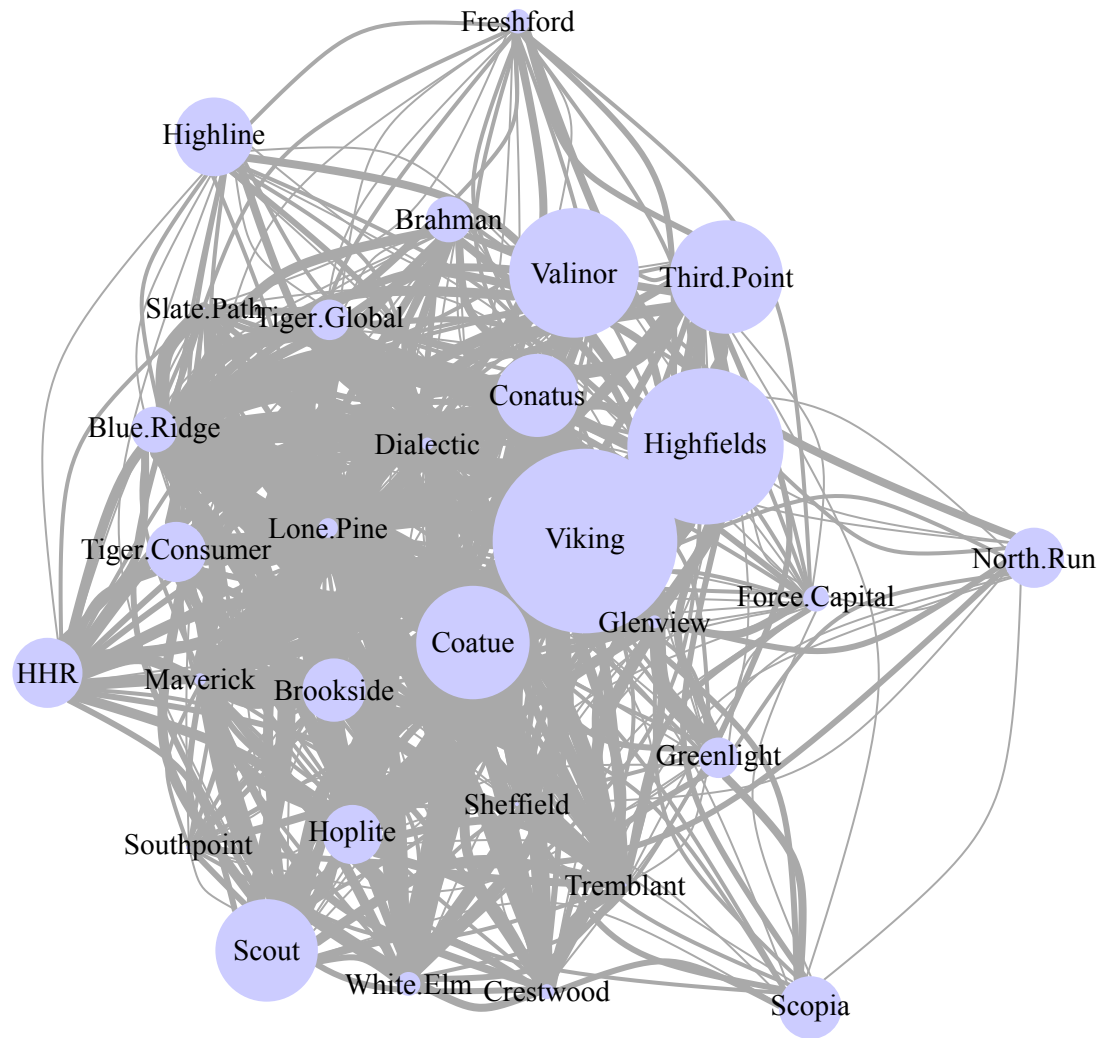 Freshford
Highline
Brahman
Valinor
Third.Point
Slate.Path
Tiger.Global
Conatus
Blue.Ridge
Dialectic
Highfields
Lone.Pine
Viking
Tiger.Consumer
North.Run
Force.Capital
Glenview
Coatue
HHR
Maverick
Brookside
Greenlight
Sheffield
Hoplite
Southpoint
Tremblant
Scout
White.Elm
Crestwood
Scopia